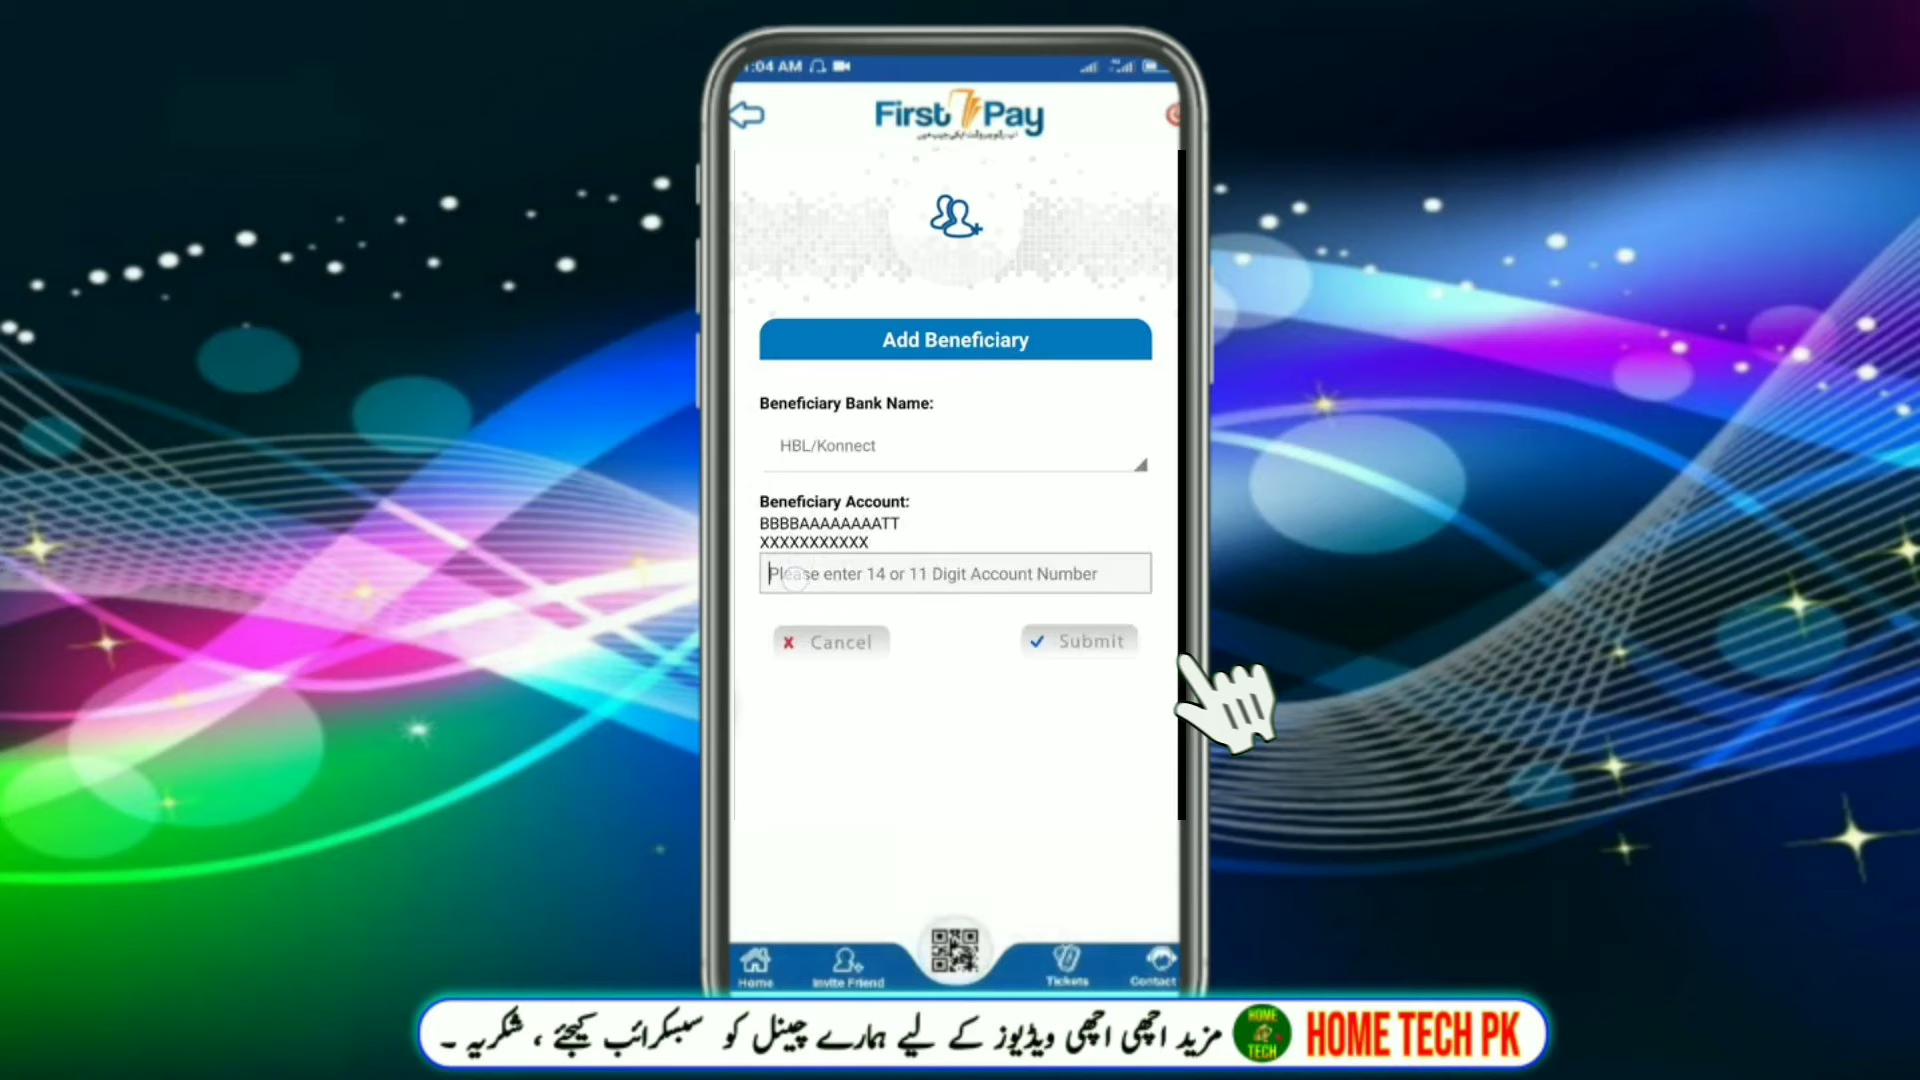 :04 AM
First Pay
Add Beneficiary
Beneficiary Bank Name:
HBL/Konnect
Beneficiary Account:
BBBBAAAAAAAATT
XXXXXXXXXXX
Please enter 14 or 11 Digit Account Number
Cancel
Submit
Home
Invite Friend
Tickets
Contact
مزید اچھی اچھی ویڈیوز کے لیے ہمارے چینل کو سبسکرائب کیجئے ، شکریہ ۔
HOME
TECH
HOME TECH PK